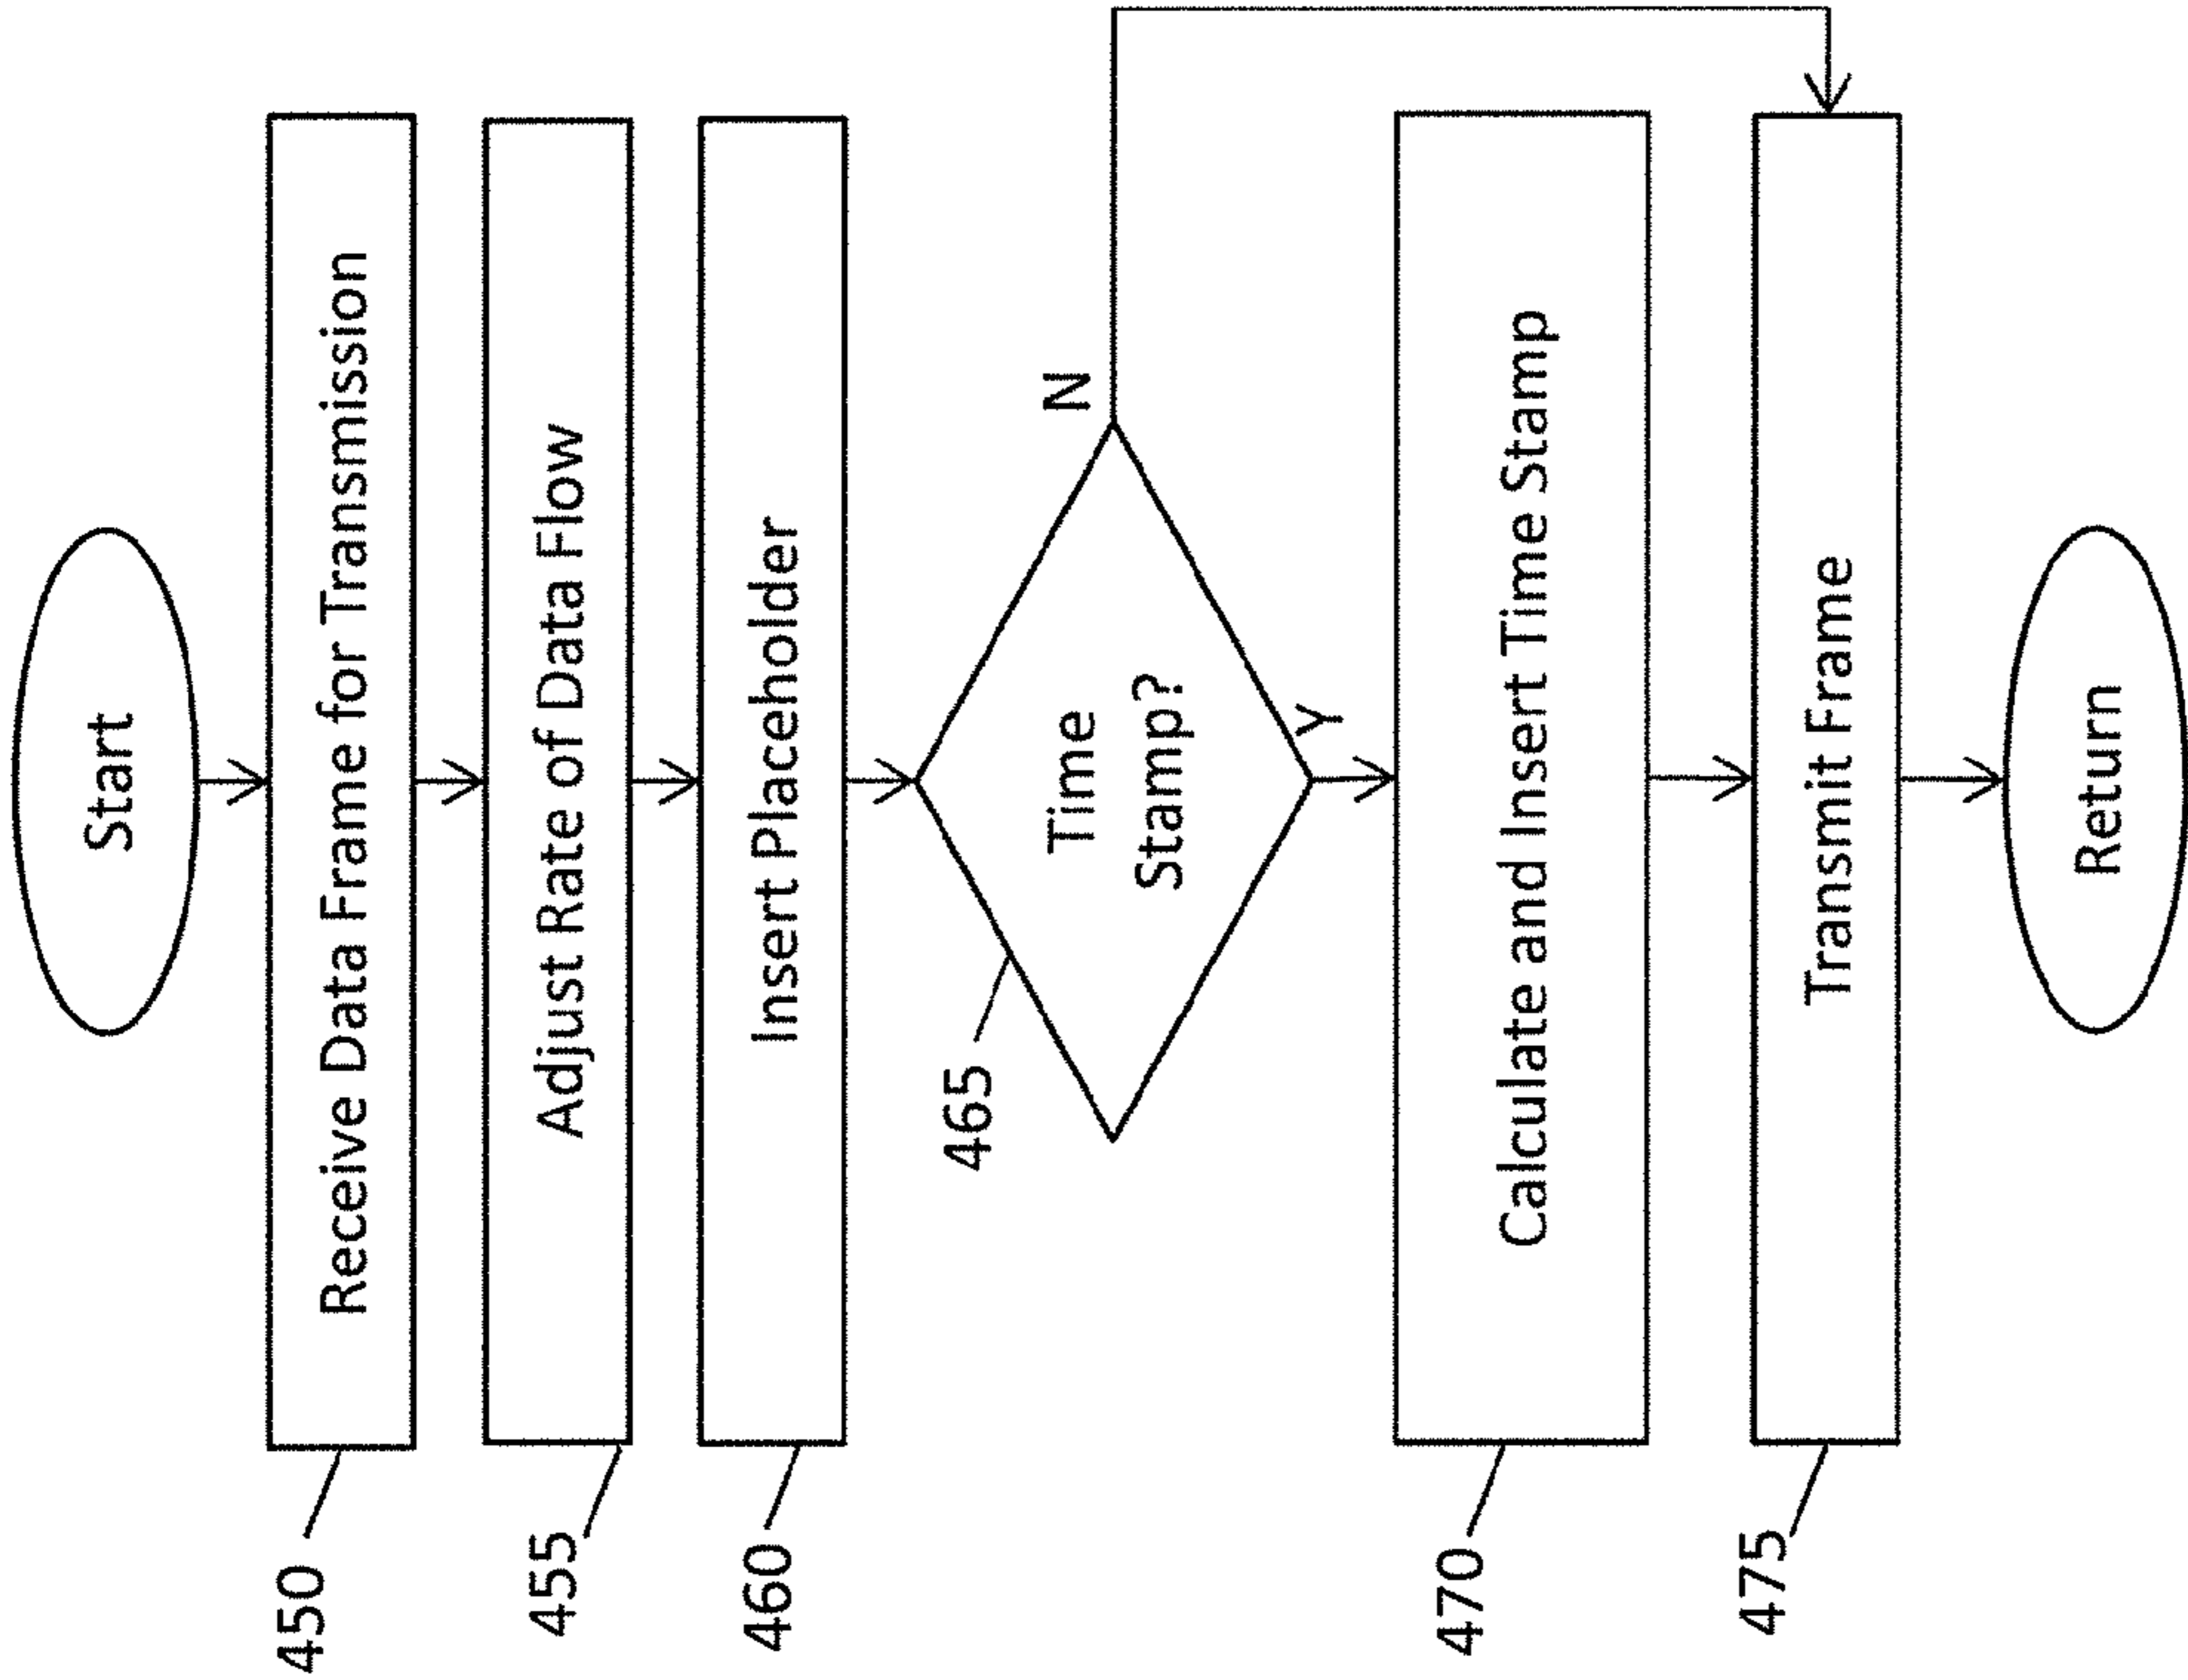 Start
450
Receive Data Frame for Transmission
455
Adjust Rate of Data Flow
460
Insert Placeholder
465
Time
Stamp?
N
Y
470
Calculate and Insert Time Stamp
475
Transmit Frame
Return